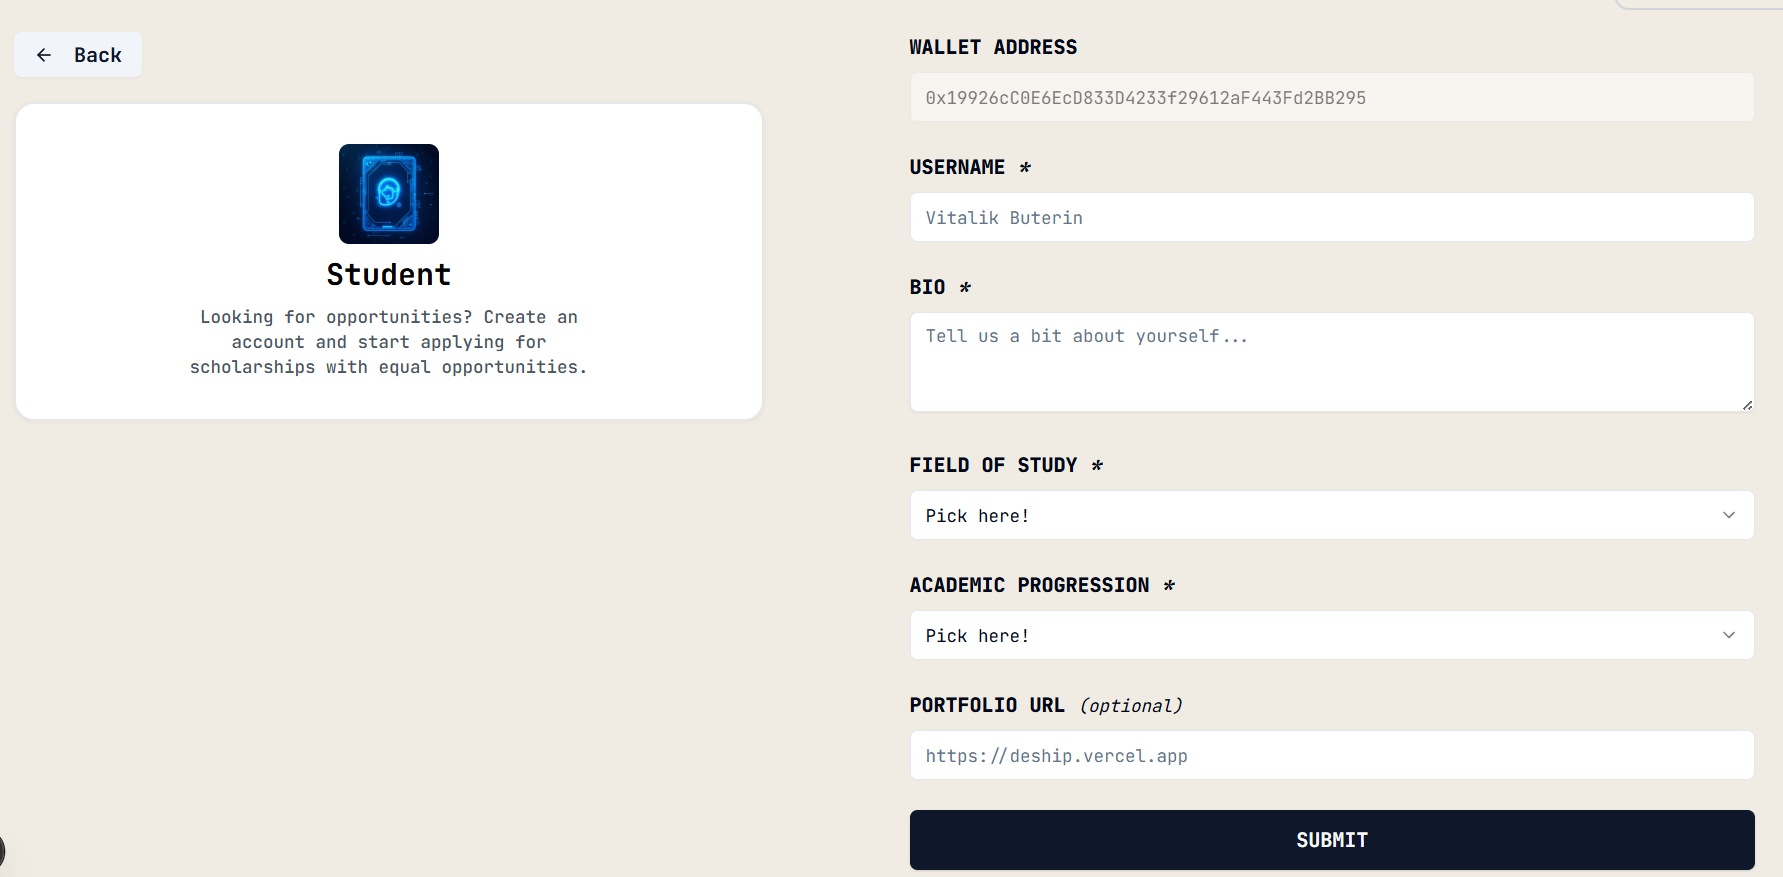 Back
Student
Looking for opportunities? Create an
account and start applying for
scholarships with equal opportunities.
WALLET ADDRESS
0x19926cC0E6EcD833D4233f29612aF443Fd2BB295
USERNAME *
Vitalik Buterin
BIO *
Tell us a bit about yourself...
FIELD OF STUDY *
Pick here!
ACADEMIC PROGRESSION *
Pick here!
PORTFOLIO URL (optional)
https://deship.vercel.app
SUBMIT